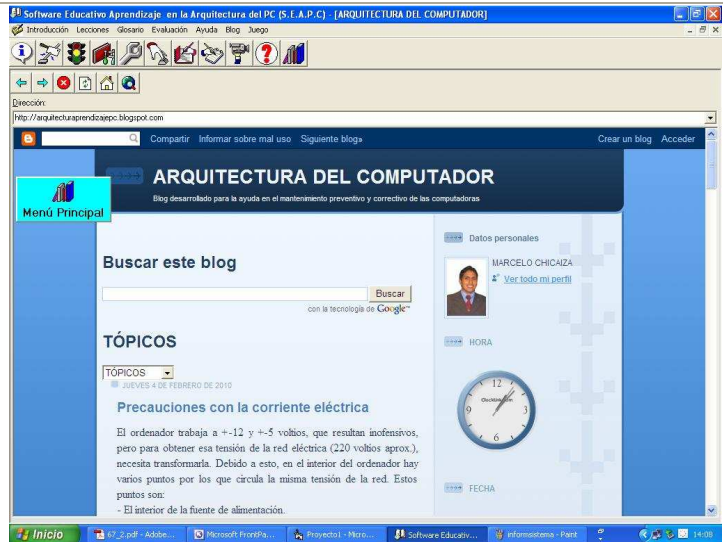 Software Educativo Aprendizaje en la Arquitectura del PC (S.E.A.P.C) - [ARQUITECTURA DEL COMPUTADOR]
Introducción Lecciones Glosario Evaluación Ayuda Blog Juego
Dirección:
http://arquitecturaprendizajepc.blogspot.com
Compartir Informar sobre mal uso Siguiente blog» Crear un blog Acceder
ARQUITECTURA DEL COMPUTADOR
Blog desarrollado para la ayuda en el mantenimiento preventivo y correctivo de las computadoras
Menú Principal
Buscar este blog
Buscar
con la tecnología de Google™
TÓPICOS
TÓPICOS
JUEVES 4 DE FEBRERO DE 2010
Precauciones con la corriente eléctrica
El ordenador trabaja a +-12 y +-5 voltios, que resultan inofensivos,
pero para obtener esa tensión de la red eléctrica (220 voltios aprox.),
necesita transformarla. Debido a esto, en el interior del ordenador hay
varios puntos por los que circula la misma tensión de la red. Estos
puntos son:
- El interior de la fuente de alimentación.
Datos personales
MARCELO CHICAIZA
Ver todo mi perfil
HORA
12
3
6
9
FECHA
Inicio
67_2.pdf - Adobe...
Microsoft FrontPa...
Proyecto1 - Micro...
Software Educativ...
informsistema - Paint
14:08